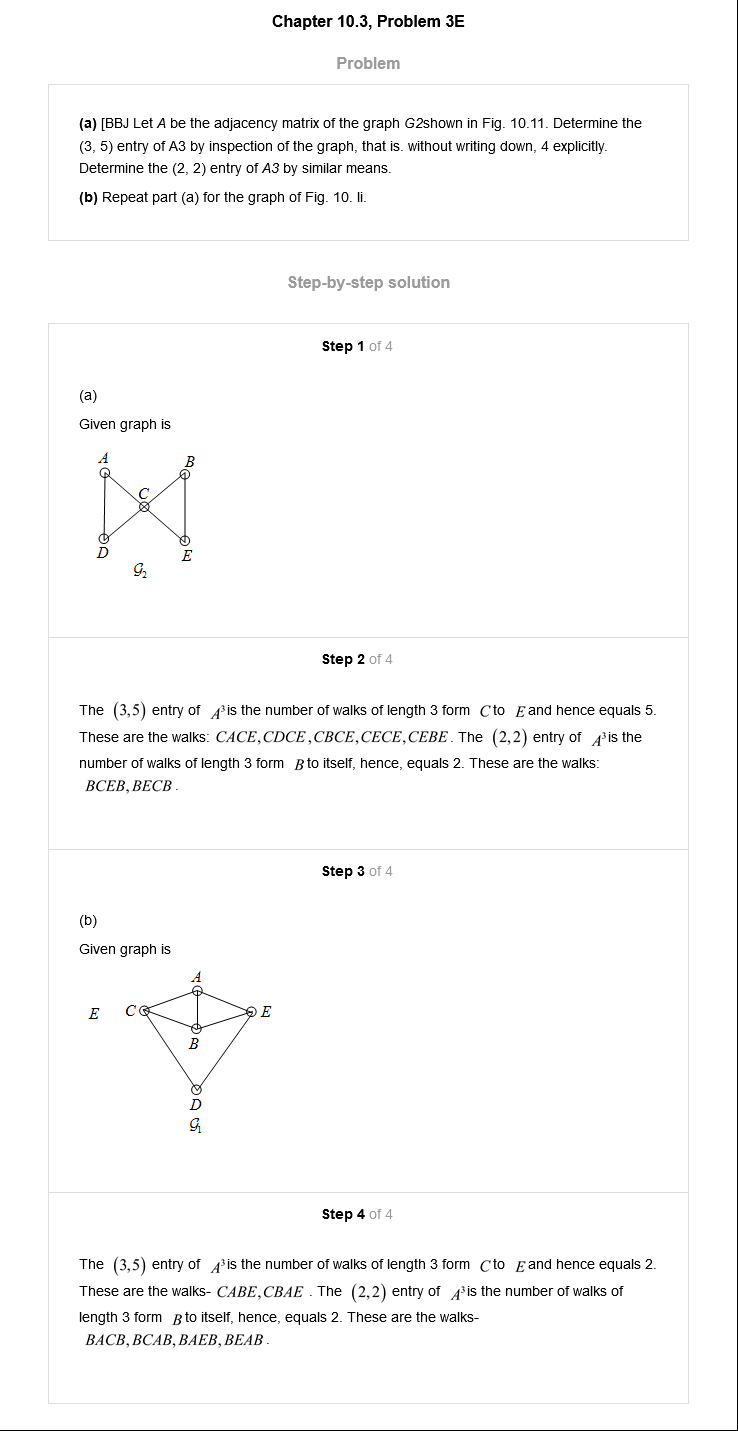 Chapter 10.3, Problem 3E
Problem
(a) [BBJ Let A be the adjacency matrix of the graph G2shown in Fig. 10.11. Determine the
(3, 5) entry of A3 by inspection of the graph, that is. without writing down, 4 explicitly.
Determine the (2, 2) entry of A3 by similar means.
(b) Repeat part (a) for the graph of Fig. 10. li.
Step-by-step solution
Step 1 of 4
(a)
Given graph is
A
B
C
D
E
𝒢₂
Step 2 of 4
The (3,5) entry of A³ is the number of walks of length 3 form C to E and hence equals 5.
These are the walks: CACE,CDCE,CBCE,CECE,CEBE. The (2,2) entry of A³ is the
number of walks of length 3 form B to itself, hence, equals 2. These are the walks:
BCEB,BECB.
Step 3 of 4
(b)
Given graph is
A
E C E
B
D
𝒢₁
Step 4 of 4
The (3,5) entry of A³ is the number of walks of length 3 form C to E and hence equals 2.
These are the walks- CABE,CBAE . The (2,2) entry of A³ is the number of walks of
length 3 form B to itself, hence, equals 2. These are the walks-
BACB,BCAB,BAEB,BEAB.